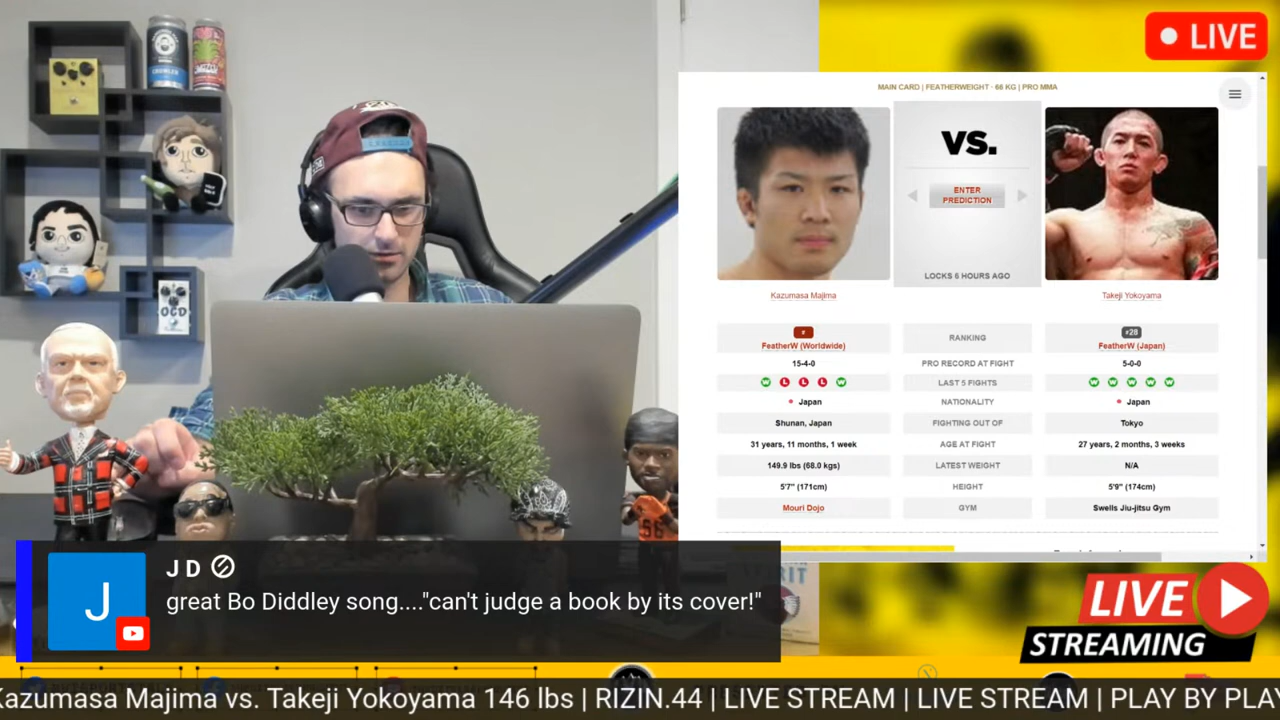 LIVE
MAIN CARD | FEATHERWEIGHT · 66 KG | PRO MMA
VS.
ENTER
PREDICTION
LOCKS 6 HOURS AGO
Kazumasa Majima
Takeji Yokoyama
#28
FeatherW (Worldwide)
RANKING
FeatherW (Japan)
15-4-0
PRO RECORD AT FIGHT
5-0-0
W L L L W
LAST 5 FIGHTS
W W W W W
Japan
NATIONALITY
Japan
Shunan, Japan
FIGHTING OUT OF
Tokyo
31 years, 11 months, 1 week
AGE AT FIGHT
27 years, 2 months, 3 weeks
149.9 lbs (68.0 kgs)
LATEST WEIGHT
N/A
5'7" (171cm)
HEIGHT
5'9" (174cm)
Mouri Dojo
GYM
Swells Jiu-jitsu Gym
OCD
J
J D
great Bo Diddley song...."can't judge a book by its cover!"
LIVE
STREAMING
Kazumasa Majima vs. Takeji Yokoyama 146 lbs | RIZIN.44 | LIVE STREAM | LIVE STREAM | PLAY BY PLAY